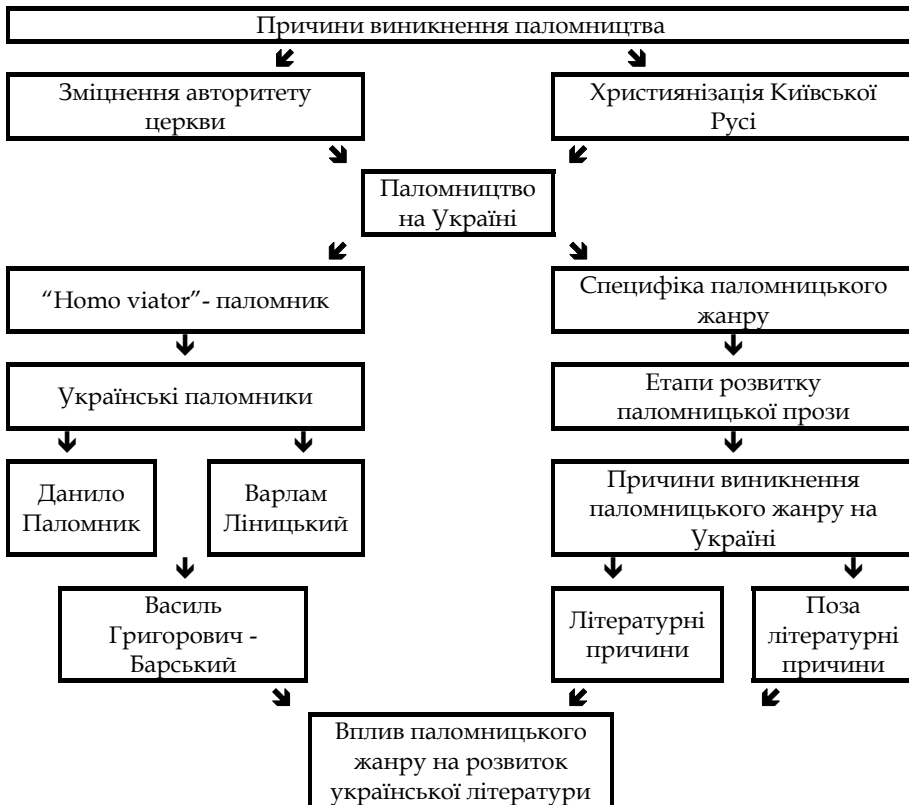 Причини виникнення паломництва
Зміцнення авторитету
церкви
Християнізація Київської
Русі
Паломництво
на Україні
“Homo viator”- паломник
Специфіка паломницького
жанру
Українські паломники
Етапи розвитку
паломницької прози
Данило
Паломник
Варлам
Ліницький
Причини виникнення
паломницького жанру на
Україні
Василь
Григорович -
Барський
Літературні
причини
Поза
літературні
причини
Вплив паломницького
жанру на розвиток
української літератури